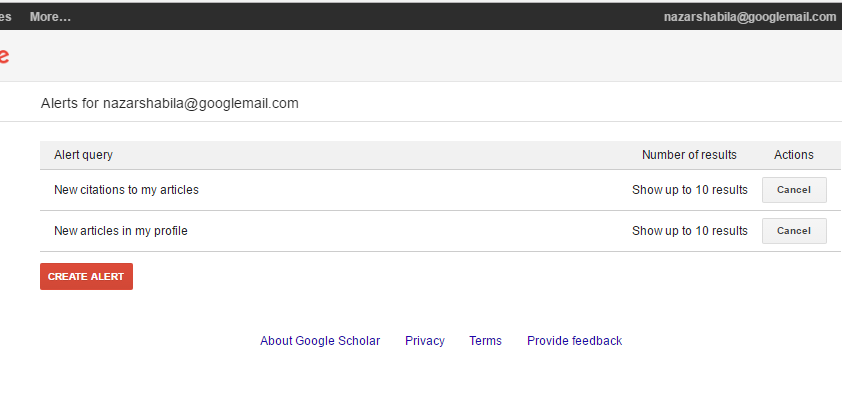 es More... nazarshabila@googlemail.com
e
Alerts for nazarshabila@googlemail.com
Alert query Number of results Actions
New citations to my articles Show up to 10 results Cancel
New articles in my profile Show up to 10 results Cancel
CREATE ALERT
About Google Scholar Privacy Terms Provide feedback